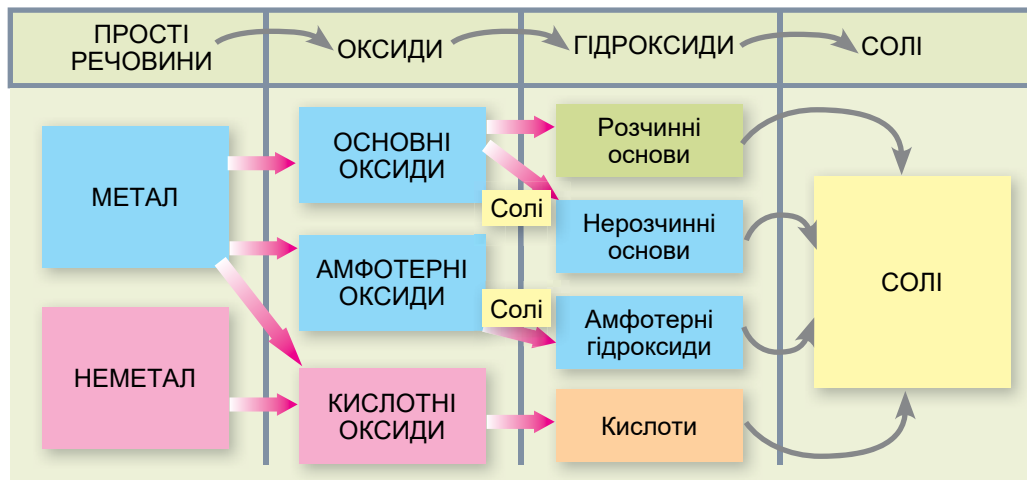 ПРОСТІ
РЕЧОВИНИ
ОКСИДИ
ГІДРОКСИДИ
СОЛІ
МЕТАЛ
НЕМЕТАЛ
ОСНОВНІ
ОКСИДИ
Солі
АМФОТЕРНІ
ОКСИДИ
Солі
КИСЛОТНІ
ОКСИДИ
Розчинні
основи
Нерозчинні
основи
Амфотерні
гідроксиди
Кислоти
СОЛІ